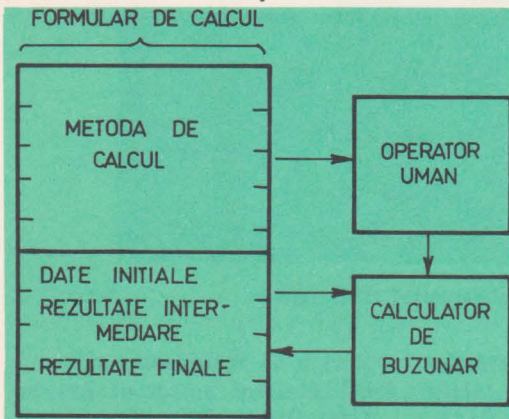 FORMULAR DE CALCUL
METODA DE
CALCUL
OPERATOR
UMAN
DATE INITIALE
REZULTATE INTER-
MEDIARE
REZULTATE FINALE
CALCULATOR
DE
BUZUNAR